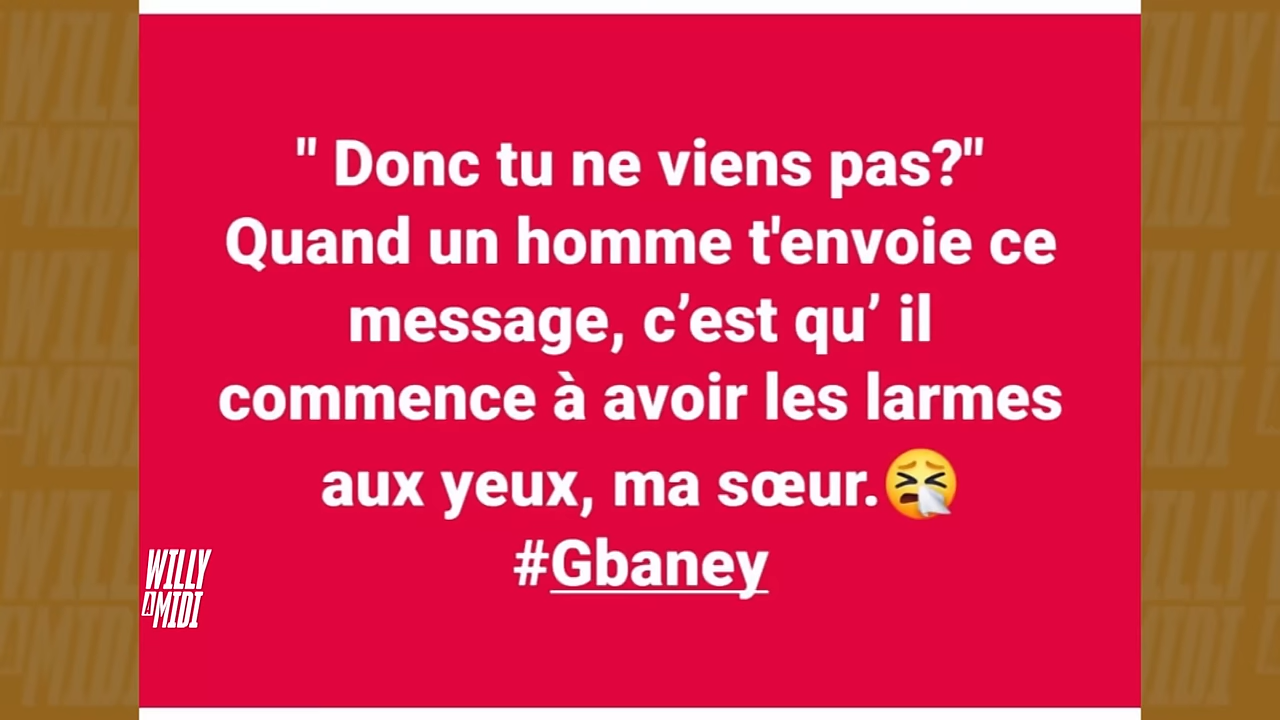 " Donc tu ne viens pas?"
Quand un homme t'envoie ce
message, c’est qu’ il
commence à avoir les larmes
aux yeux, ma sœur.🤧
#Gbaney
WILLY
À MIDI